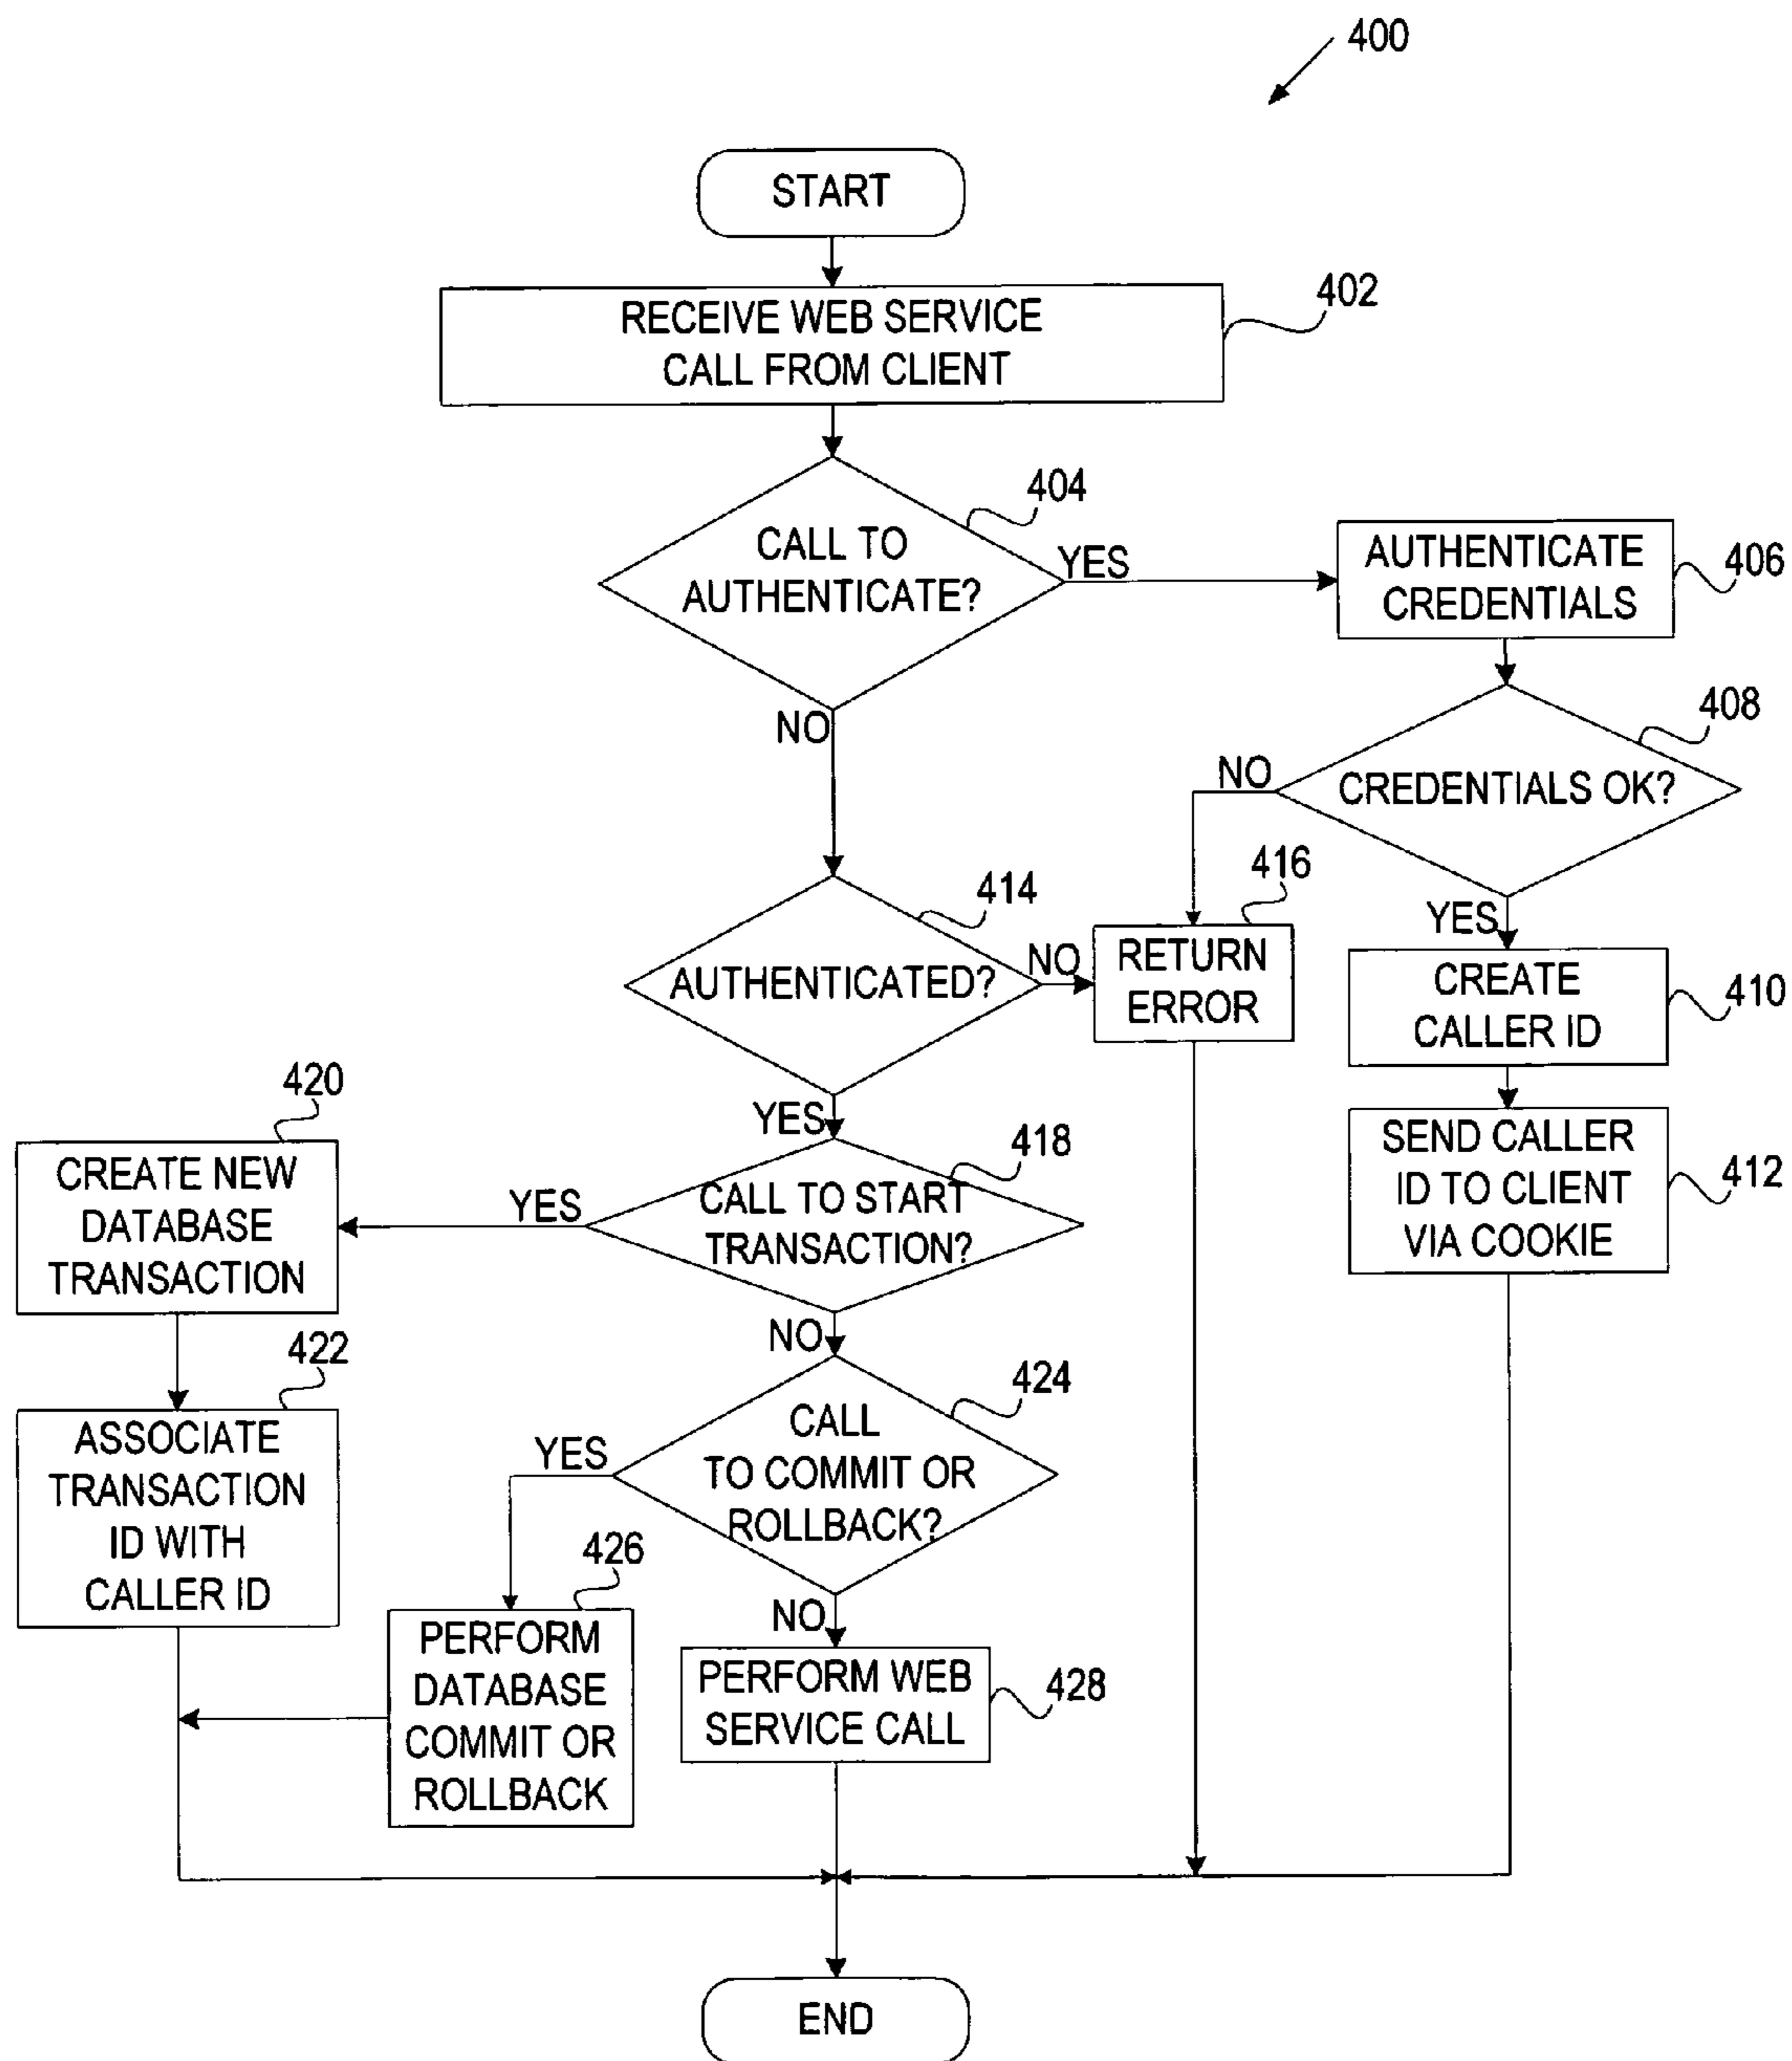 400
START
RECEIVE WEB SERVICE
CALL FROM CLIENT
402
CALL TO
AUTHENTICATE?
404
YES
NO
AUTHENTICATE
CREDENTIALS
406
CREDENTIALS OK?
408
NO
YES
AUTHENTICATED?
414
NO
YES
RETURN
ERROR
416
CREATE
CALLER ID
410
SEND CALLER
ID TO CLIENT
VIA COOKIE
412
CALL TO START
TRANSACTION?
418
YES
NO
CREATE NEW
DATABASE
TRANSACTION
420
ASSOCIATE
TRANSACTION
ID WITH
CALLER ID
422
CALL
TO COMMIT OR
ROLLBACK?
424
YES
NO
PERFORM
DATABASE
COMMIT OR
ROLLBACK
426
PERFORM WEB
SERVICE CALL
428
END